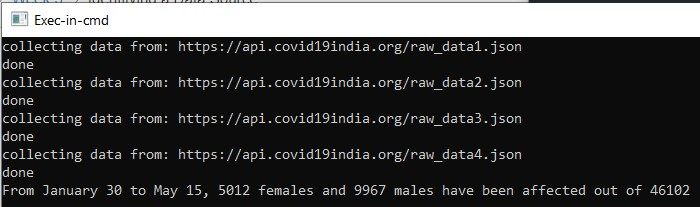 Exec-in-cmd
collecting data from: https://api.covid19india.org/raw_data1.json
done
collecting data from: https://api.covid19india.org/raw_data2.json
done
collecting data from: https://api.covid19india.org/raw_data3.json
done
collecting data from: https://api.covid19india.org/raw_data4.json
done
From January 30 to May 15, 5012 females and 9967 males have been affected out of 46102